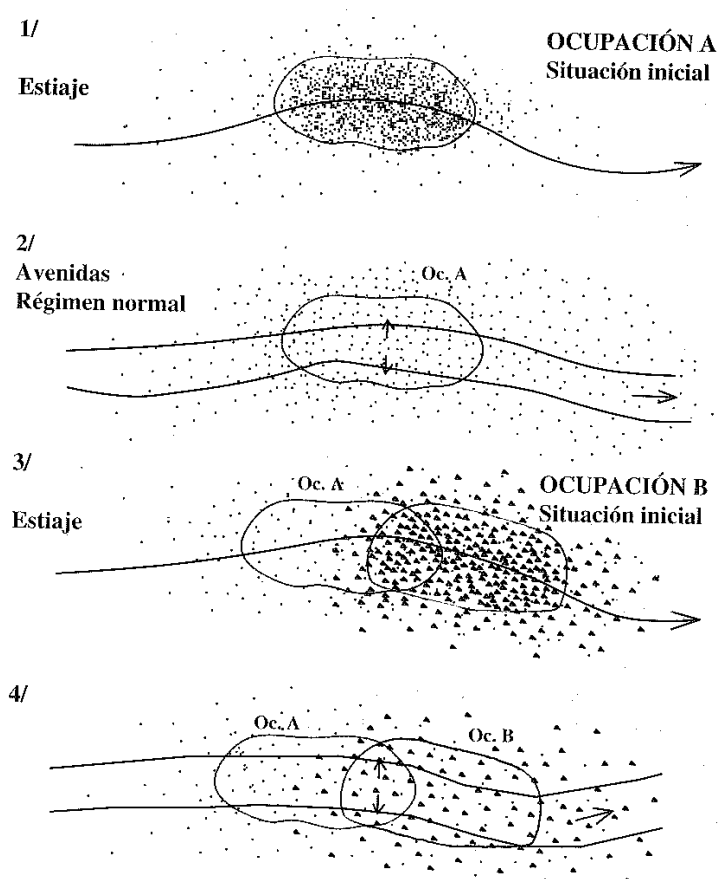 1/
OCUPACIÓN A
Situación inicial
Estiaje
2/
Avenidas
Régimen normal
Oc. A
3/
Oc. A
OCUPACIÓN B
Situación inicial
Estiaje
4/
Oc. A
Oc. B